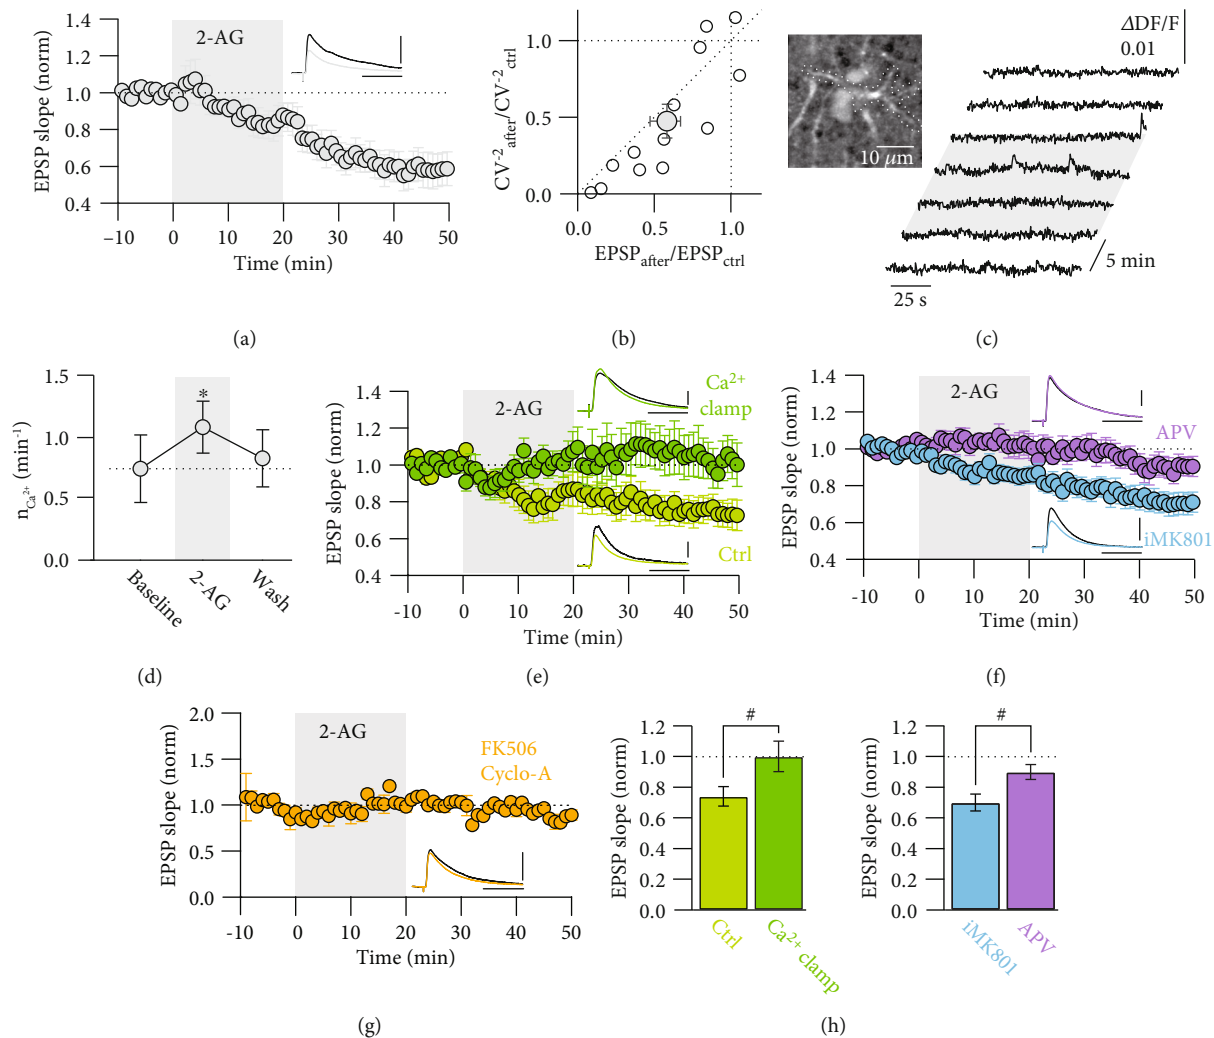 1.4
1.2
1.0
0.8
0.6
0.4
EPSP slope (norm)
2-AG
−10
0
10
20
30
40
50
Time (min)
(a)
CV⁻²after/CV⁻²ctrl
1.0
0.5
0.0
0.0
0.5
1.0
EPSPafter/EPSPctrl
(b)
10 µm
ΔDF/F
0.01
5 min
25 s
(c)
nCa²⁺ (min⁻¹)
1.5
1.0
0.5
0.0
*
Baseline
2-AG
Wash
(d)
EPSP slope (norm)
1.4
1.2
1.0
0.8
0.6
0.4
2-AG
Ca²⁺
clamp
Ctrl
-10
0
10
20
30
40
50
Time (min)
(e)
EPSP slope (norm)
1.4
1.2
1.0
0.8
0.6
0.4
2-AG
APV
iMK801
-10
0
10
20
30
40
50
Time (min)
(f)
EPSP slope (norm)
2.0
1.5
1.0
0.5
0.0
2-AG
FK506
Cyclo-A
-10
0
10
20
30
40
50
Time (min)
(g)
EPSP slope (norm)
1.2
1.0
0.8
0.6
0.4
0.2
0.0
#
Ctrl
Ca²⁺ clamp
EPSP slope (norm)
1.2
1.0
0.8
0.6
0.4
0.2
0.0
#
iMK801
APV
(h)